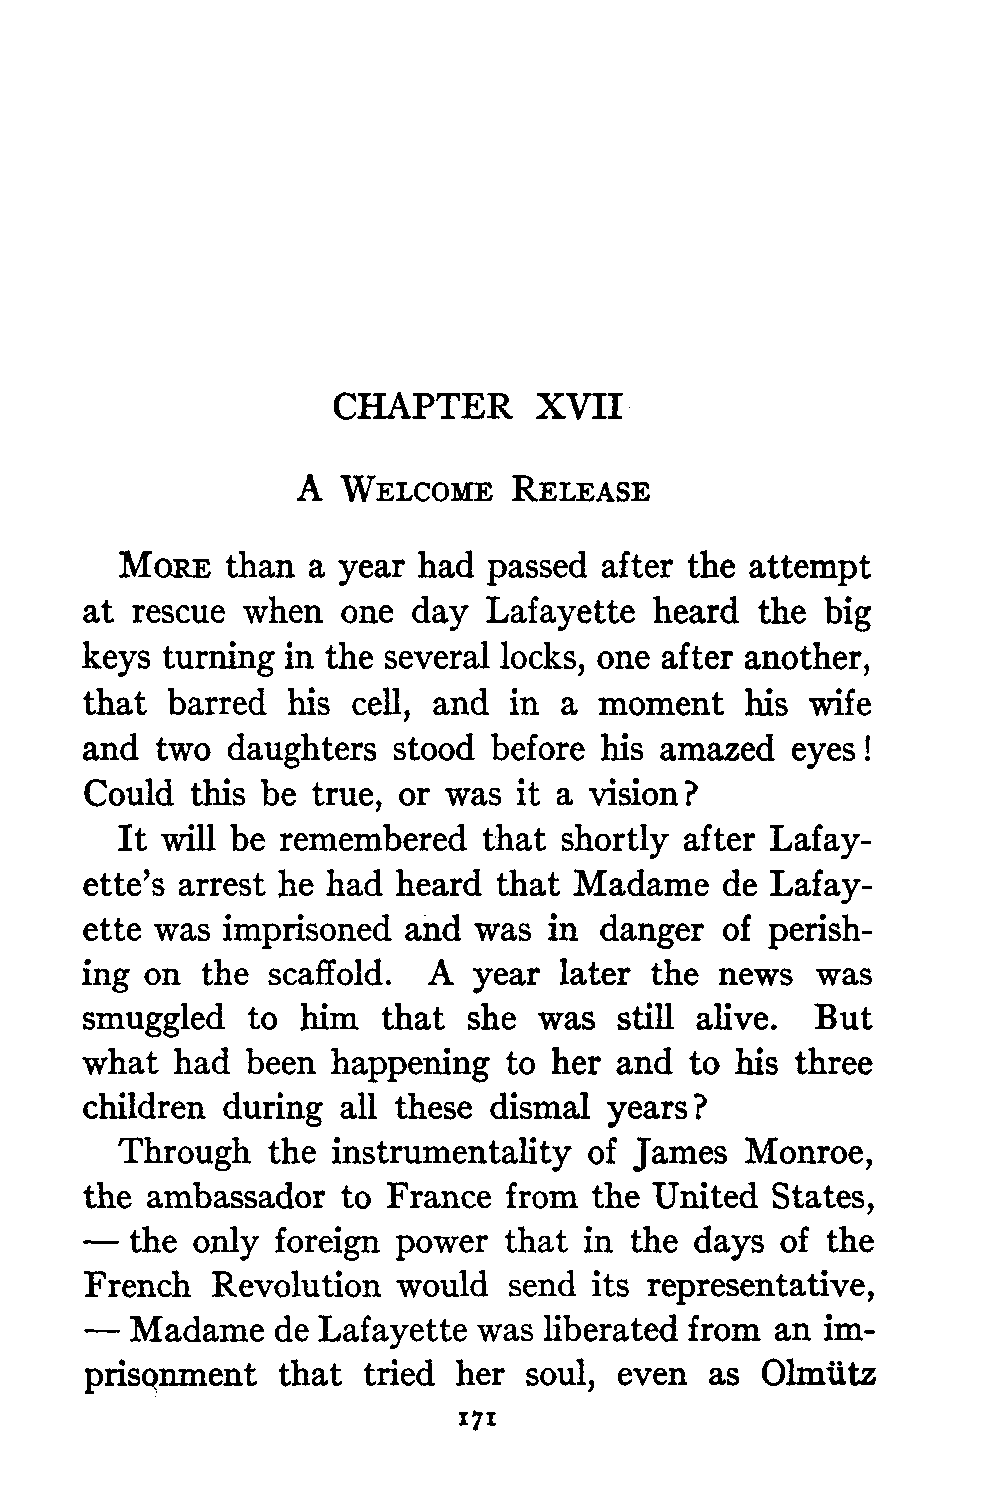 CHAPTER XVII
A WELCOME RELEASE
MORE than a year had passed after the attempt
at rescue when one day Lafayette heard the big
keys turning in the several locks, one after another,
that barred his cell, and in a moment his wife
and two daughters stood before his amazed eyes!
Could this be true, or was it a vision?
It will be remembered that shortly after Lafay-
ette's arrest he had heard that Madame de Lafay-
ette was imprisoned and was in danger of perish-
ing on the scaffold. A year later the news was
smuggled to him that she was still alive. But
what had been happening to her and to his three
children during all these dismal years?
Through the instrumentality of James Monroe,
the ambassador to France from the United States,
— the only foreign power that in the days of the
French Revolution would send its representative,
— Madame de Lafayette was liberated from an im-
prisonment that tried her soul, even as Olmütz
171